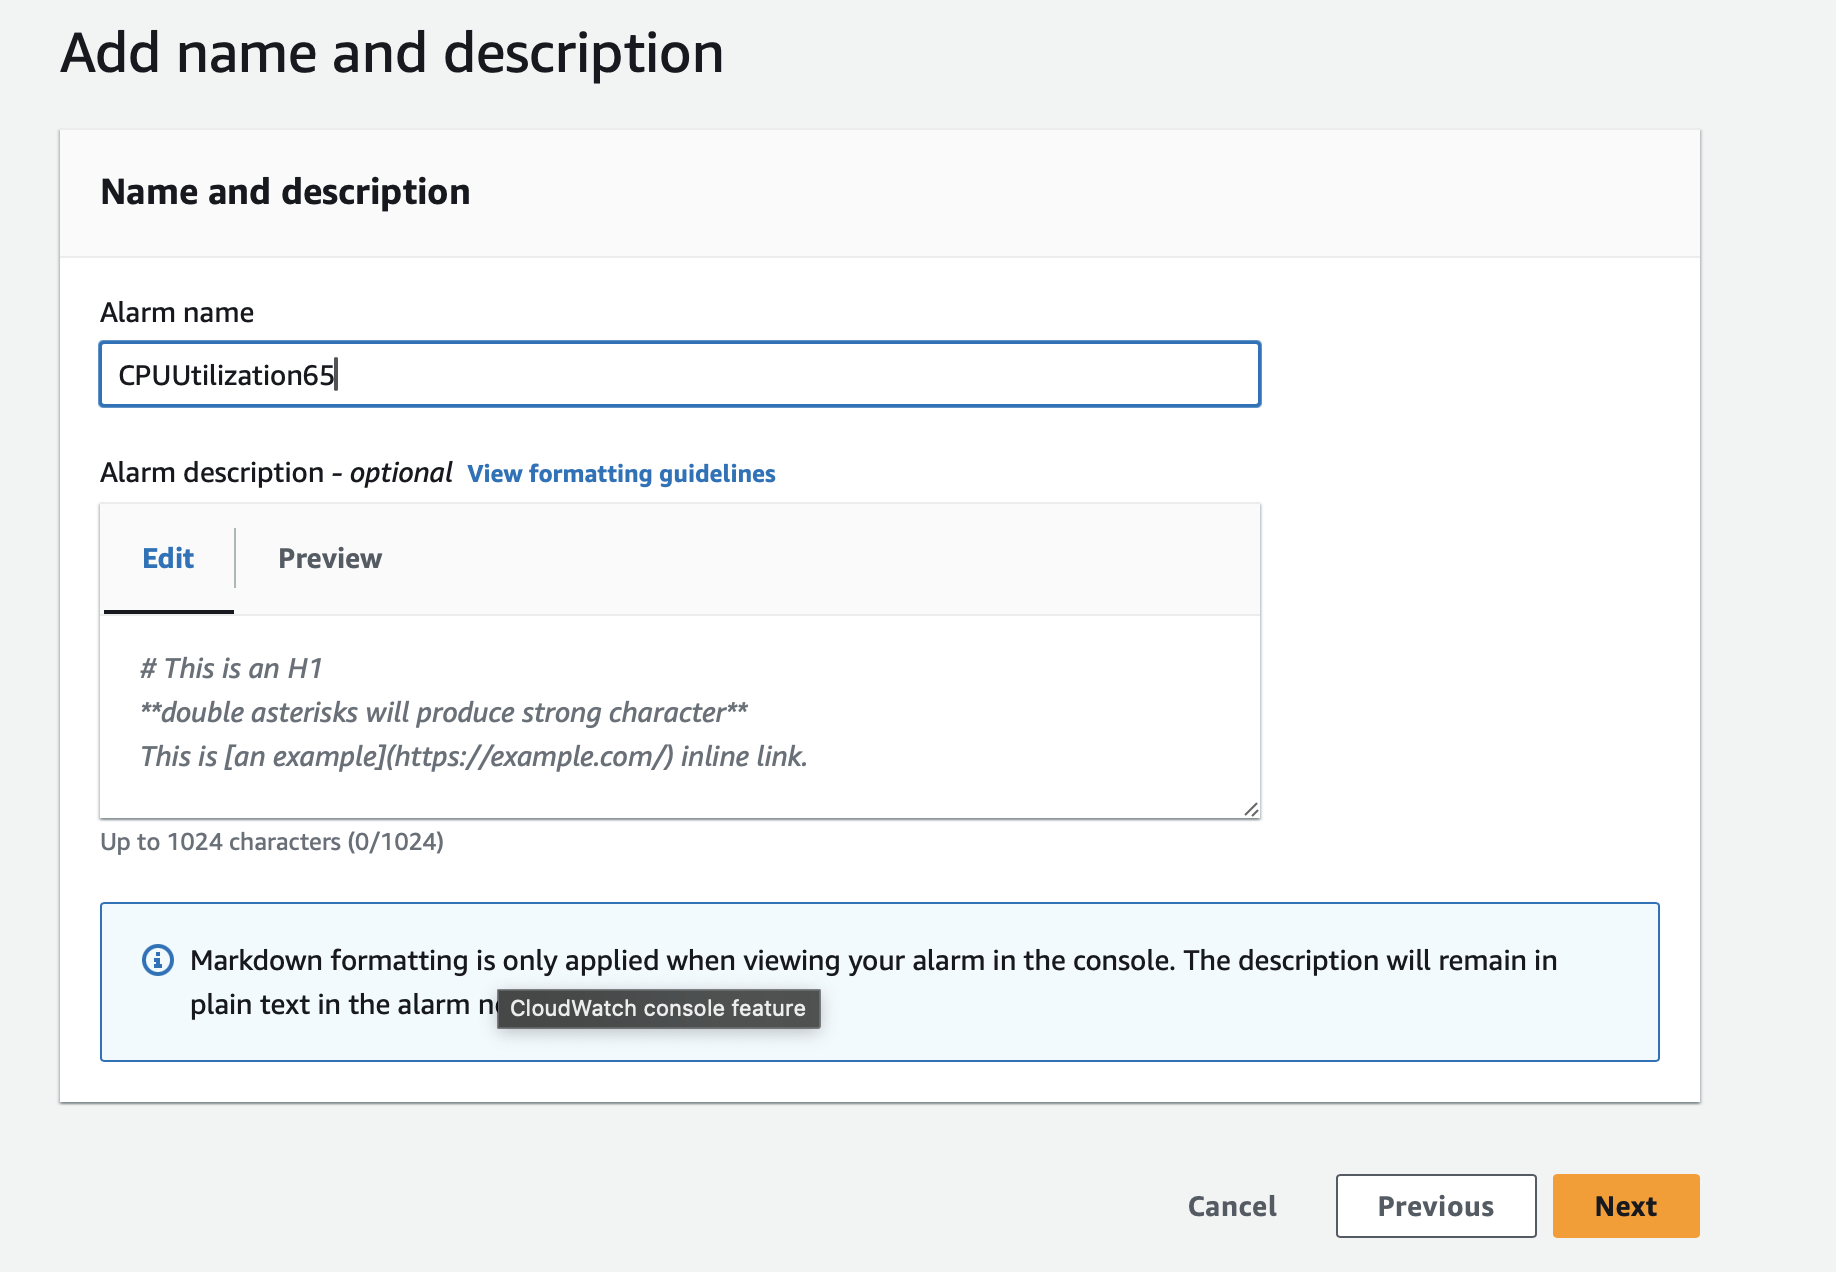 Add name and description
Name and description
Alarm name
CPUUtilization65
Alarm description - optional View formatting guidelines
Edit Preview
# This is an H1
**double asterisks will produce strong character**
This is [an example](https://example.com/) inline link.
Up to 1024 characters (0/1024)
Markdown formatting is only applied when viewing your alarm in the console. The description will remain in
plain text in the alarm
CloudWatch console feature
Cancel Previous Next